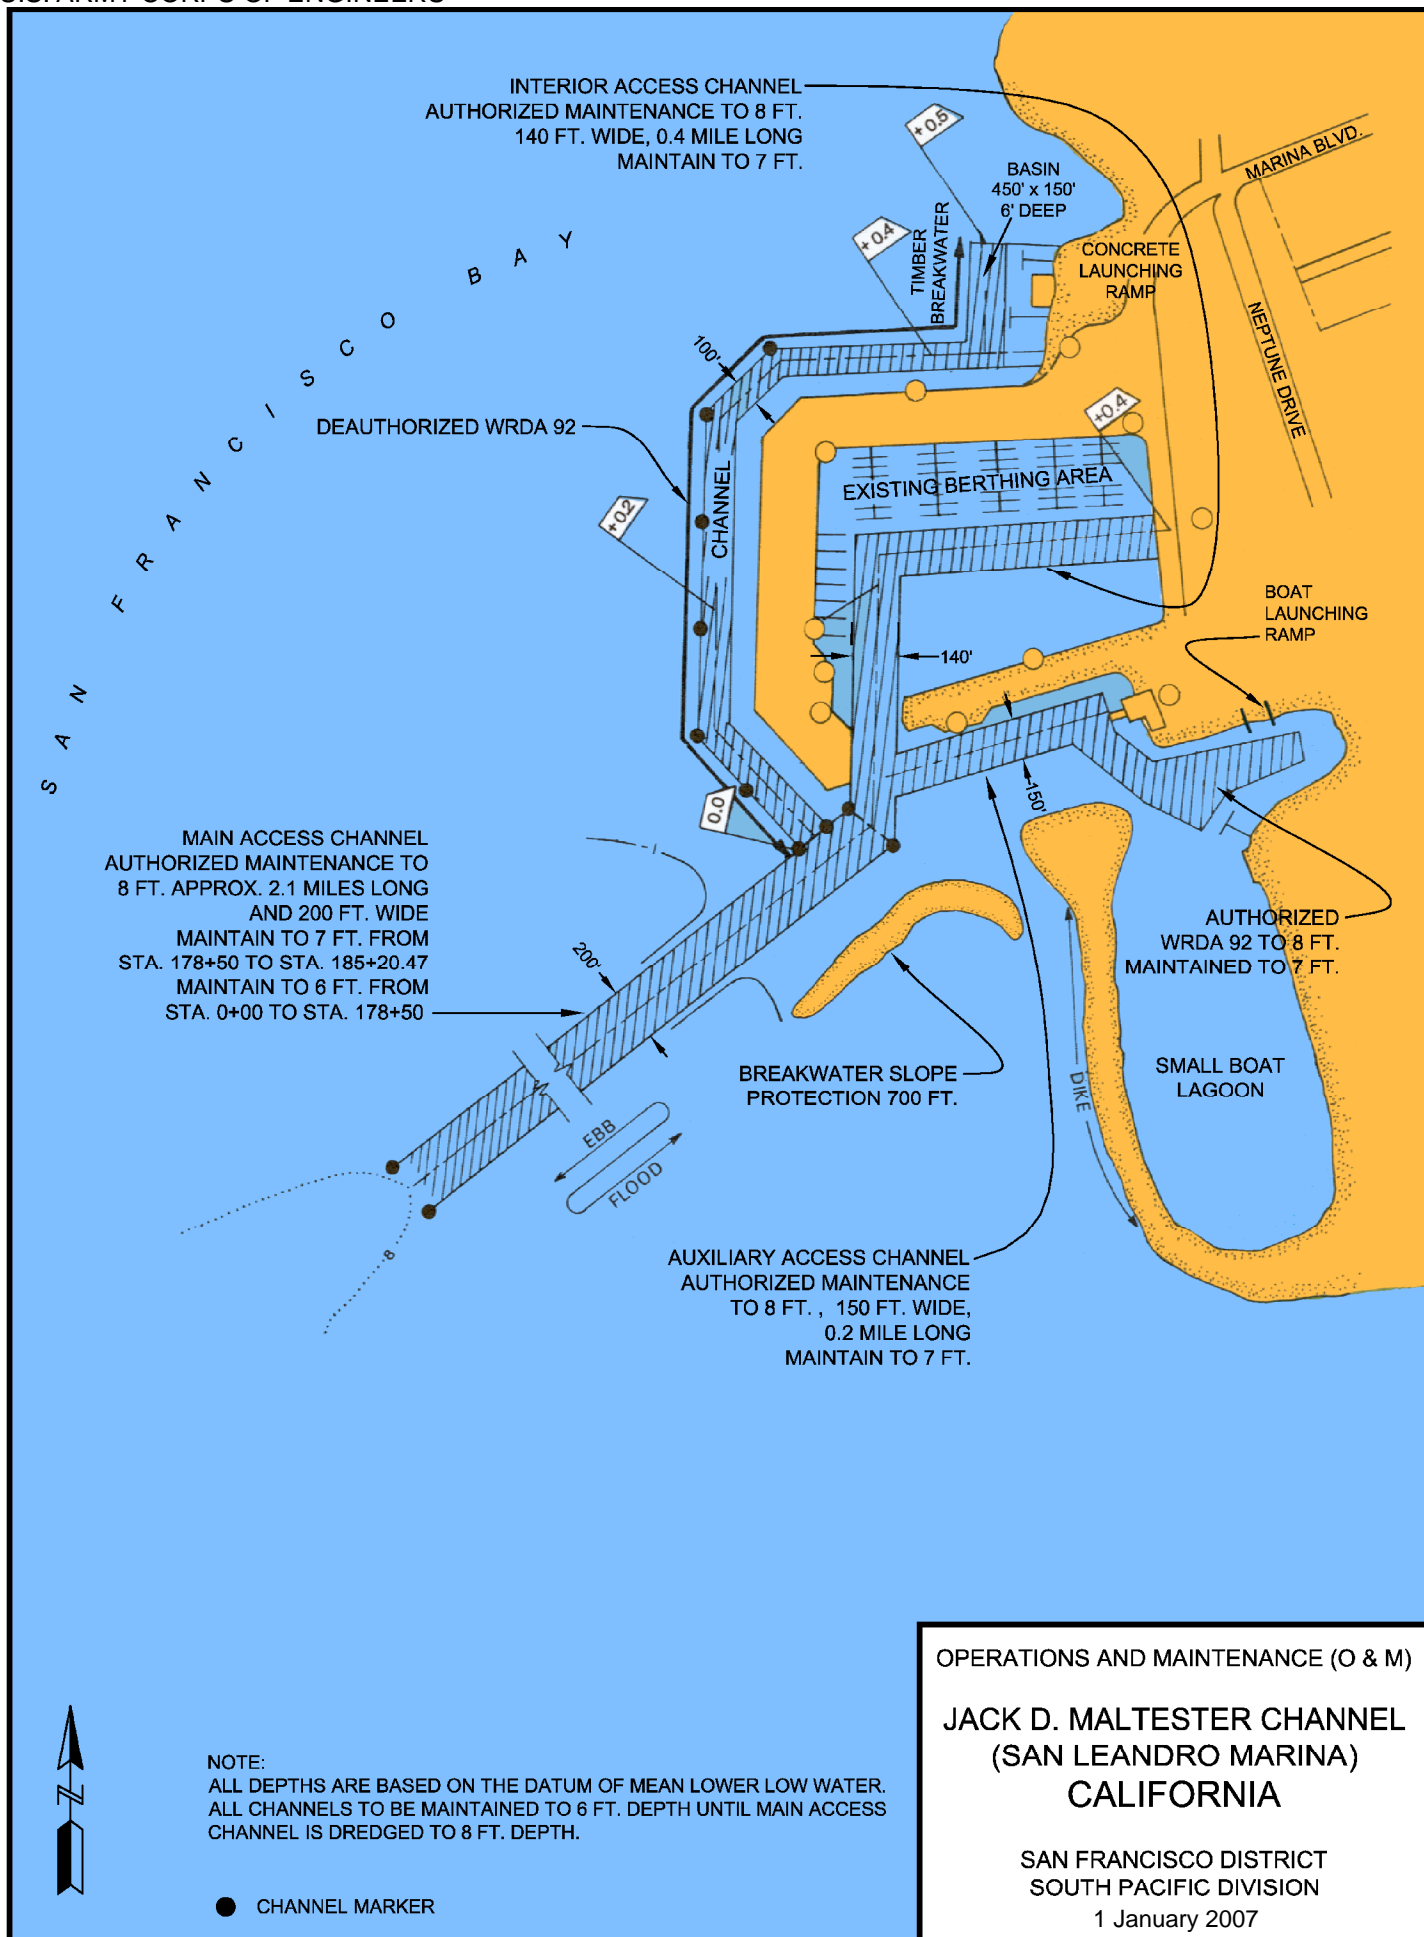 U.S. ARMY CORPS OF ENGINEERS
INTERIOR ACCESS CHANNEL
AUTHORIZED MAINTENANCE TO 8 FT.
140 FT. WIDE, 0.4 MILE LONG
MAINTAIN TO 7 FT.
+0.5
MARINA BLVD.
BASIN
450' x 150'
6' DEEP
+0.4
TIMBER
BREAKWATER
CONCRETE
LAUNCHING
RAMP
NEPTUNE DRIVE
SAN FRANCISCO BAY
100'
DEAUTHORIZED WRDA 92
+0.4
CHANNEL
EXISTING BERTHING AREA
+0.2
BOAT
LAUNCHING
RAMP
140'
150'
0.0
MAIN ACCESS CHANNEL
AUTHORIZED MAINTENANCE TO
8 FT. APPROX. 2.1 MILES LONG
AND 200 FT. WIDE
MAINTAIN TO 7 FT. FROM
STA. 178+50 TO STA. 185+20.47
MAINTAIN TO 6 FT. FROM
STA. 0+00 TO STA. 178+50
200'
AUTHORIZED
WRDA 92 TO 8 FT.
MAINTAINED TO 7 FT.
BREAKWATER SLOPE
PROTECTION 700 FT.
DIKE
SMALL BOAT
LAGOON
EBB
FLOOD
8
AUXILIARY ACCESS CHANNEL
AUTHORIZED MAINTENANCE
TO 8 FT. , 150 FT. WIDE,
0.2 MILE LONG
MAINTAIN TO 7 FT.
N
NOTE:
ALL DEPTHS ARE BASED ON THE DATUM OF MEAN LOWER LOW WATER.
ALL CHANNELS TO BE MAINTAINED TO 6 FT. DEPTH UNTIL MAIN ACCESS
CHANNEL IS DREDGED TO 8 FT. DEPTH.
CHANNEL MARKER
OPERATIONS AND MAINTENANCE (O & M)
JACK D. MALTESTER CHANNEL
(SAN LEANDRO MARINA)
CALIFORNIA
SAN FRANCISCO DISTRICT
SOUTH PACIFIC DIVISION
1 January 2007